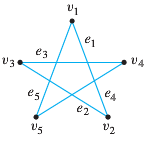 v₁
e₁
e₃
v₃
v₄
e₅
e₄
e₂
v₅
v₂